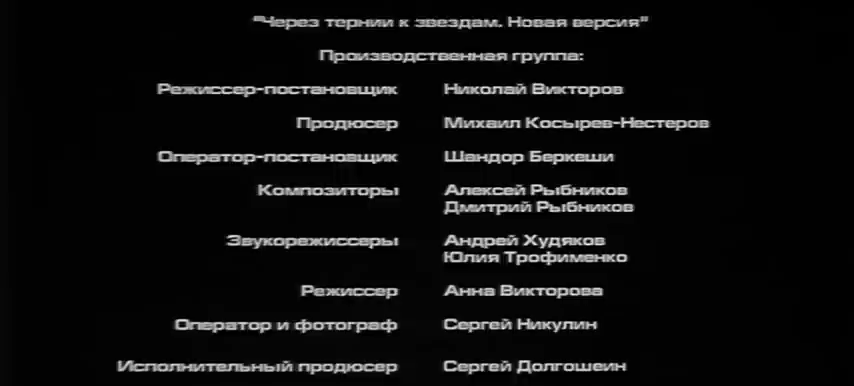 "Через тернии к звездам. Новая версия"
Производственная группа:
Режиссер-постановщик Николай Викторов
Продюсер Михаил Косырев-Нестеров
Оператор-постановщик Шандор Беркеши
Композиторы Алексей Рыбников
Дмитрий Рыбников
Звукорежиссеры Андрей Худяков
Юлия Трофименко
Режиссер Анна Викторова
Оператор и фотограф Сергей Никулин
Исполнительный продюсер Сергей Долгошеин